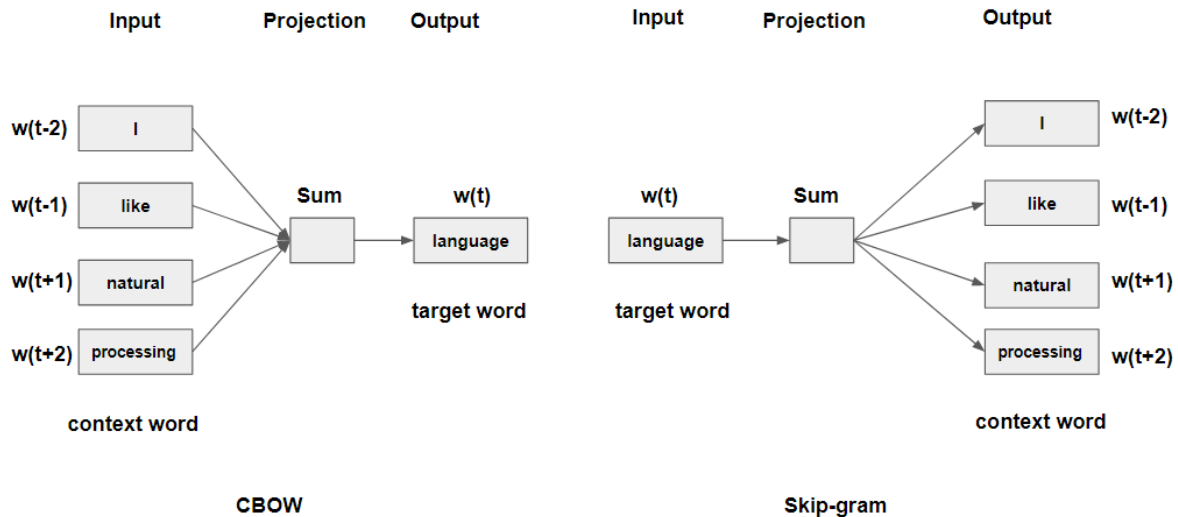 Input Projection Output
w(t-2) I
w(t-1) like
Sum w(t)
language
w(t+1) natural
target word
w(t+2) processing
context word
CBOW
Input Projection Output
I w(t-2)
w(t) Sum
like w(t-1)
language
natural w(t+1)
target word
processing w(t+2)
context word
Skip-gram